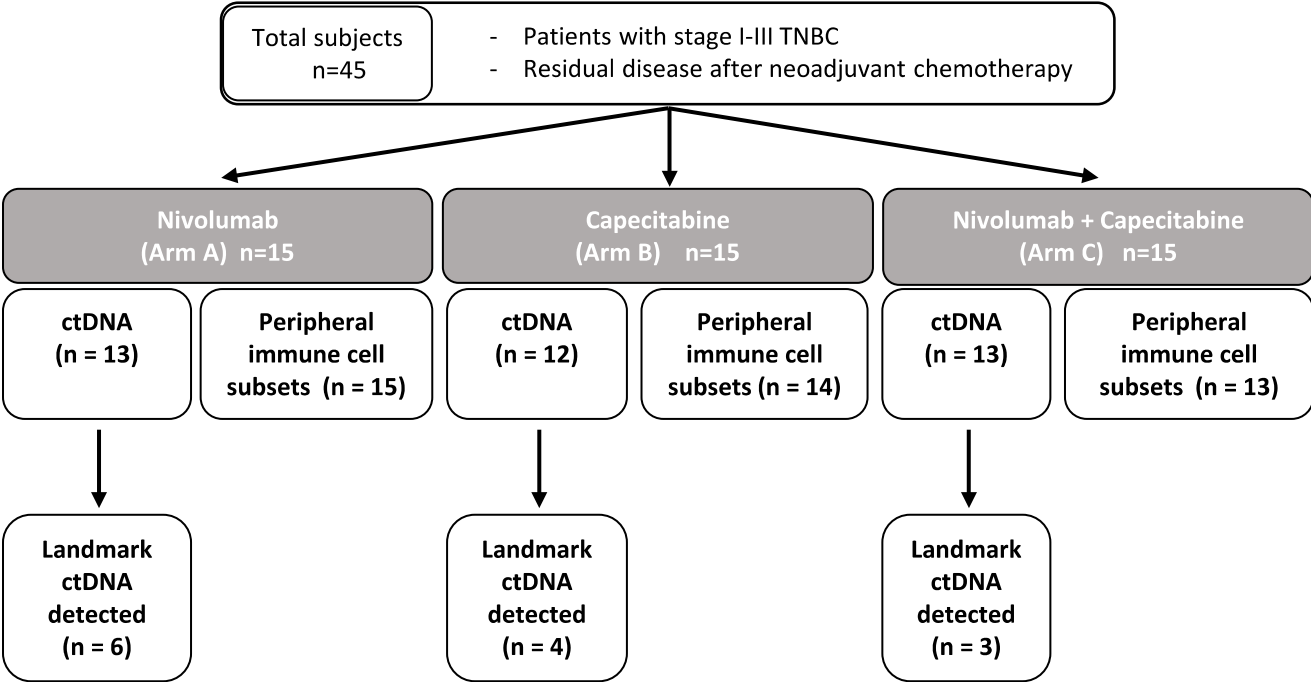 Total subjects
n=45
- Patients with stage I-III TNBC
- Residual disease after neoadjuvant chemotherapy
Nivolumab
(Arm A) n=15
Capecitabine
(Arm B) n=15
Nivolumab + Capecitabine
(Arm C) n=15
ctDNA
(n = 13)
Peripheral
immune cell
subsets (n = 15)
ctDNA
(n = 12)
Peripheral
immune cell
subsets (n = 14)
ctDNA
(n = 13)
Peripheral
immune cell
subsets (n = 13)
Landmark
ctDNA
detected
(n = 6)
Landmark
ctDNA
detected
(n = 4)
Landmark
ctDNA
detected
(n = 3)